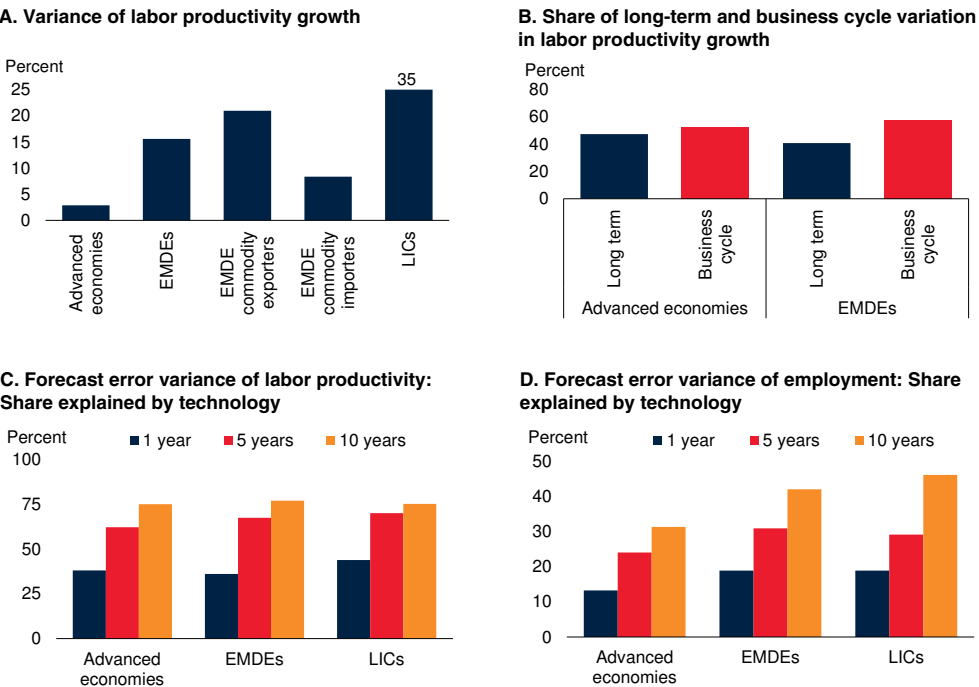 A. Variance of labor productivity growth
Percent
25
20
15
10
5
0
35
Advanced
economies
EMDEs
EMDE
commodity
exporters
EMDE
commodity
importers
LICs
B. Share of long-term and business cycle variation
in labor productivity growth
Percent
80
60
40
20
0
Long term
Business
cycle
Long term
Business
cycle
Advanced economies
EMDEs
C. Forecast error variance of labor productivity:
Share explained by technology
Percent
1 year
5 years
10 years
100
75
50
25
0
Advanced
economies
EMDEs
LICs
D. Forecast error variance of employment: Share
explained by technology
Percent
1 year
5 years
10 years
50
40
30
20
10
0
Advanced
economies
EMDEs
LICs